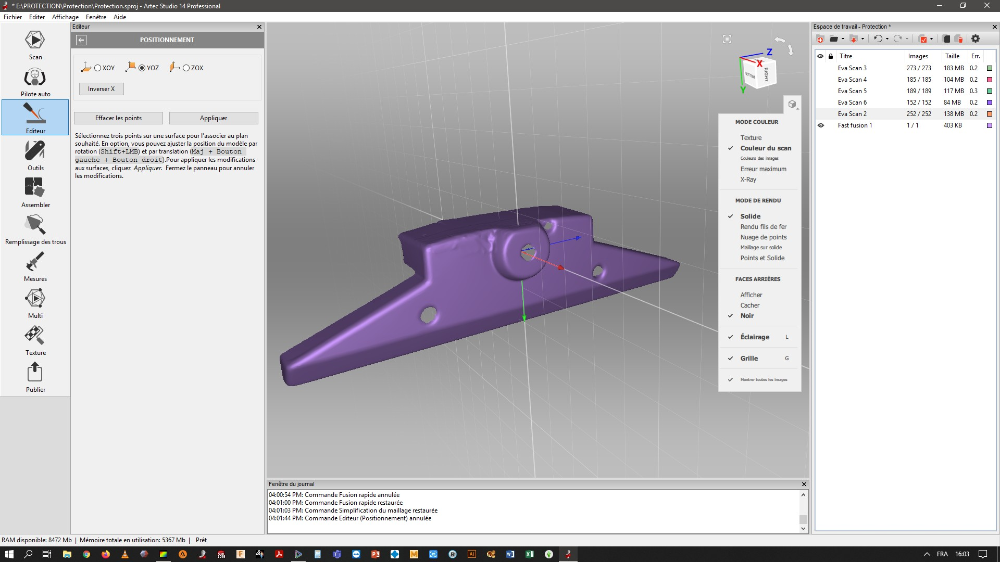 * E:\PROTECTION\Protection\Protection.sproj - Artec Studio 14 Professional
Fichier Editer Affichage Fenêtre Aide
Scan
Pilote auto
Editeur
Outils
Assembler
Remplissage des trous
Mesures
Multi
Texture
Publier
Editeur
POSITIONNEMENT
XOY YOZ ZOX
Inverser X
Effacer les points Appliquer
Sélectionnez trois points sur une surface pour l'associer au plan
souhaité. En option, vous pouvez ajuster la position du modèle par
rotation (Shift+LMB) et par translation (Maj + Bouton
gauche + Bouton droit).Pour appliquer les modifications
aux surfaces, cliquez Appliquer. Fermez le panneau pour annuler
les modifications.
Z
X
Y
BOTTOM
RIGHT
MODE COULEUR
Texture
Couleur du scan
Couleurs des images
Erreur maximum
X-Ray
MODE DE RENDU
Solide
Rendu fils de fer
Nuage de points
Maillage sur solide
Points et Solide
FACES ARRIÈRES
Afficher
Cacher
Noir
Éclairage L
Grille G
Montrer toutes les images
Espace de travail - Protection *
Titre Images Taille Err.
Eva Scan 3 273 / 273 183 MB 0.2
Eva Scan 4 185 / 185 104 MB 0.2
Eva Scan 5 189 / 189 117 MB 0.3
Eva Scan 6 152 / 152 84 MB 0.2
Eva Scan 2 252 / 252 138 MB 0.2
Fast fusion 1 1 / 1 403 KB
Fenêtre du journal
04:00:54 PM: Commande Fusion rapide annulée
04:01:00 PM: Commande Fusion rapide restaurée
04:01:03 PM: Commande Simplification du maillage restaurée
04:01:44 PM: Commande Editeur (Positionnement) annulée
RAM disponible: 8472 Mb | Mémoire totale en utilisation: 5367 Mb | Prêt
FRA 16:03